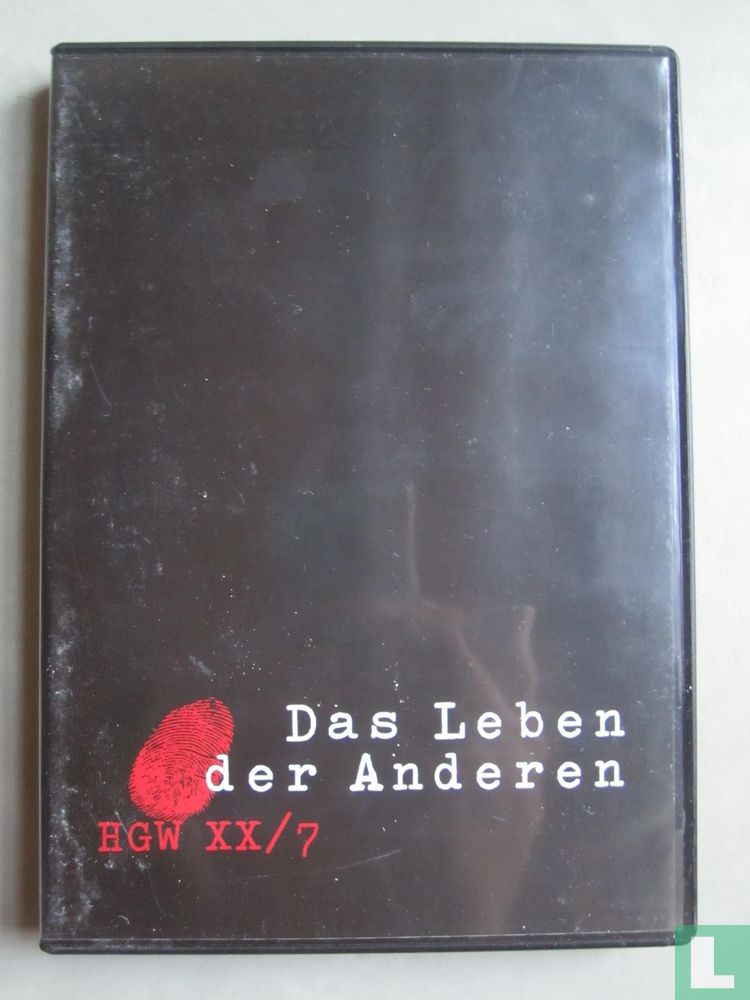 Das Leben
der Anderen
HGW XX/7
L